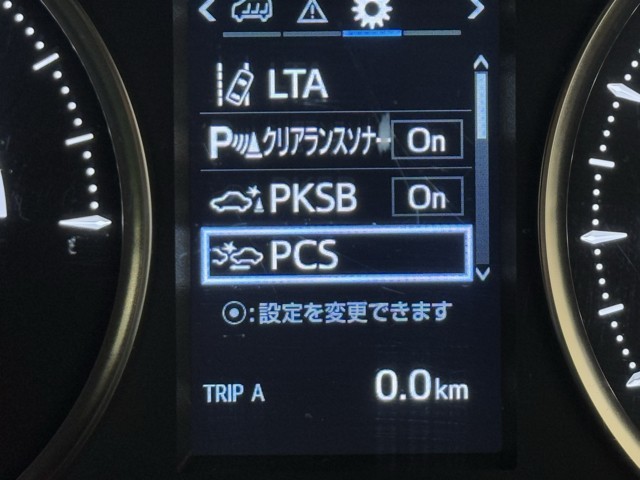 LTA
P クリアランスソナー On
PKSB On
PCS
:設定を変更できます
TRIP A 0.0km